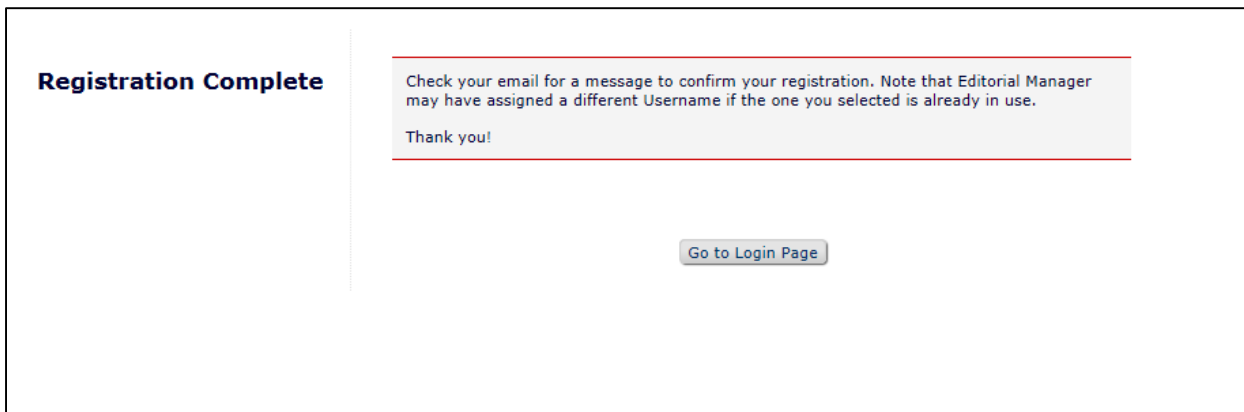 Registration Complete
Check your email for a message to confirm your registration. Note that Editorial Manager
may have assigned a different Username if the one you selected is already in use.
Thank you!
Go to Login Page